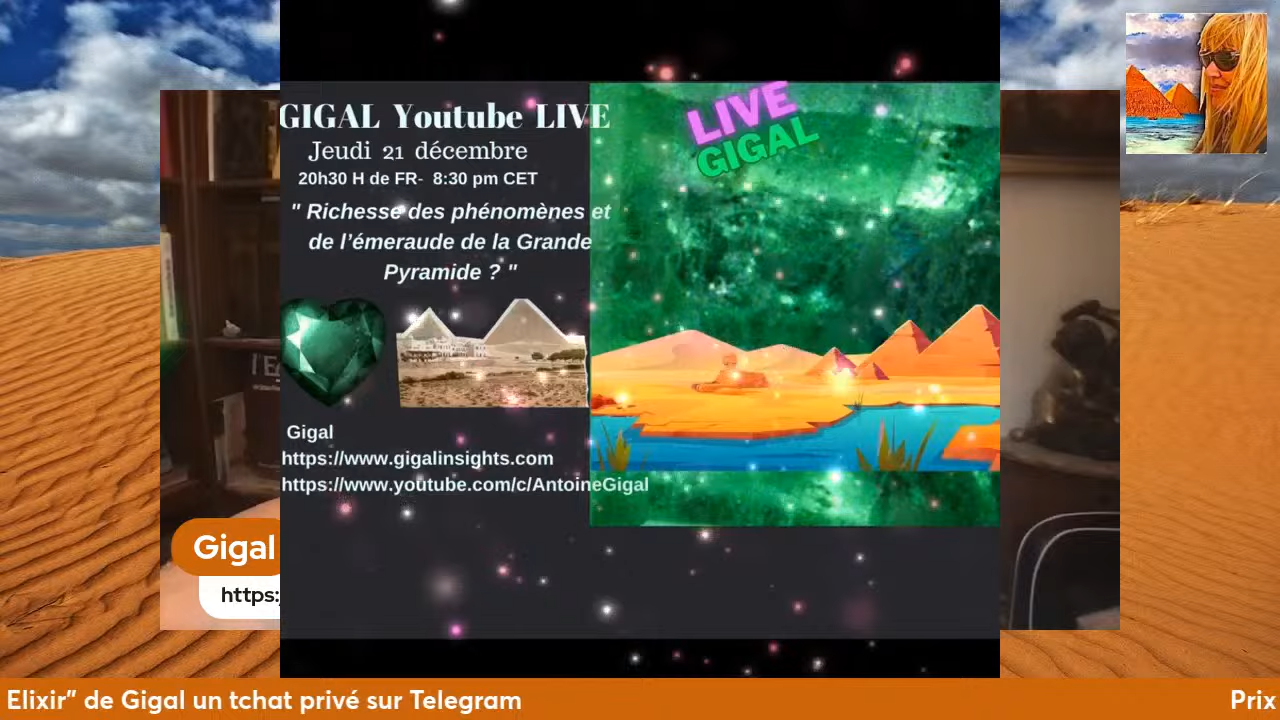 GIGAL Youtube LIVE
Jeudi 21 décembre
20h30 H de FR- 8:30 pm CET
" Richesse des phénomènes et
de l'émeraude de la Grande
Pyramide ? "
LIVE
GIGAL
Gigal
https://www.gigalinsights.com
https://www.youtube.com/c/AntoineGigal
Gigal
https:
Elixir" de Gigal un tchat privé sur Telegram
Prix